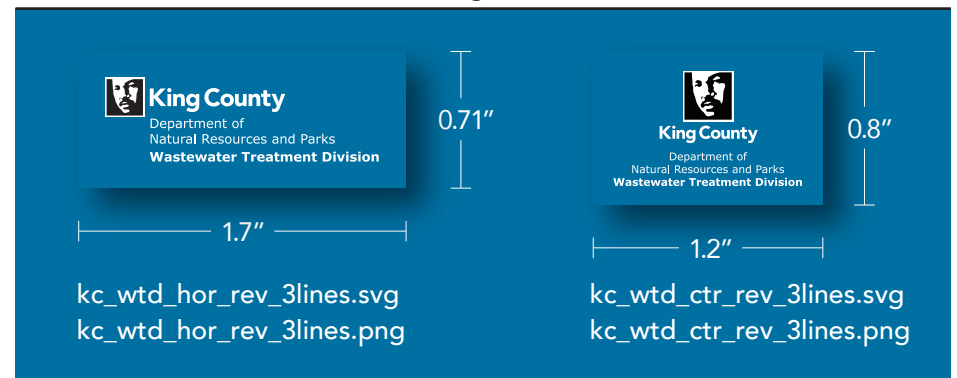 King County
Department of
Natural Resources and Parks
Wastewater Treatment Division
0.71″
1.7″
kc_wtd_hor_rev_3lines.svg
kc_wtd_hor_rev_3lines.png
King County
Department of
Natural Resources and Parks
Wastewater Treatment Division
0.8″
1.2″
kc_wtd_ctr_rev_3lines.svg
kc_wtd_ctr_rev_3lines.png